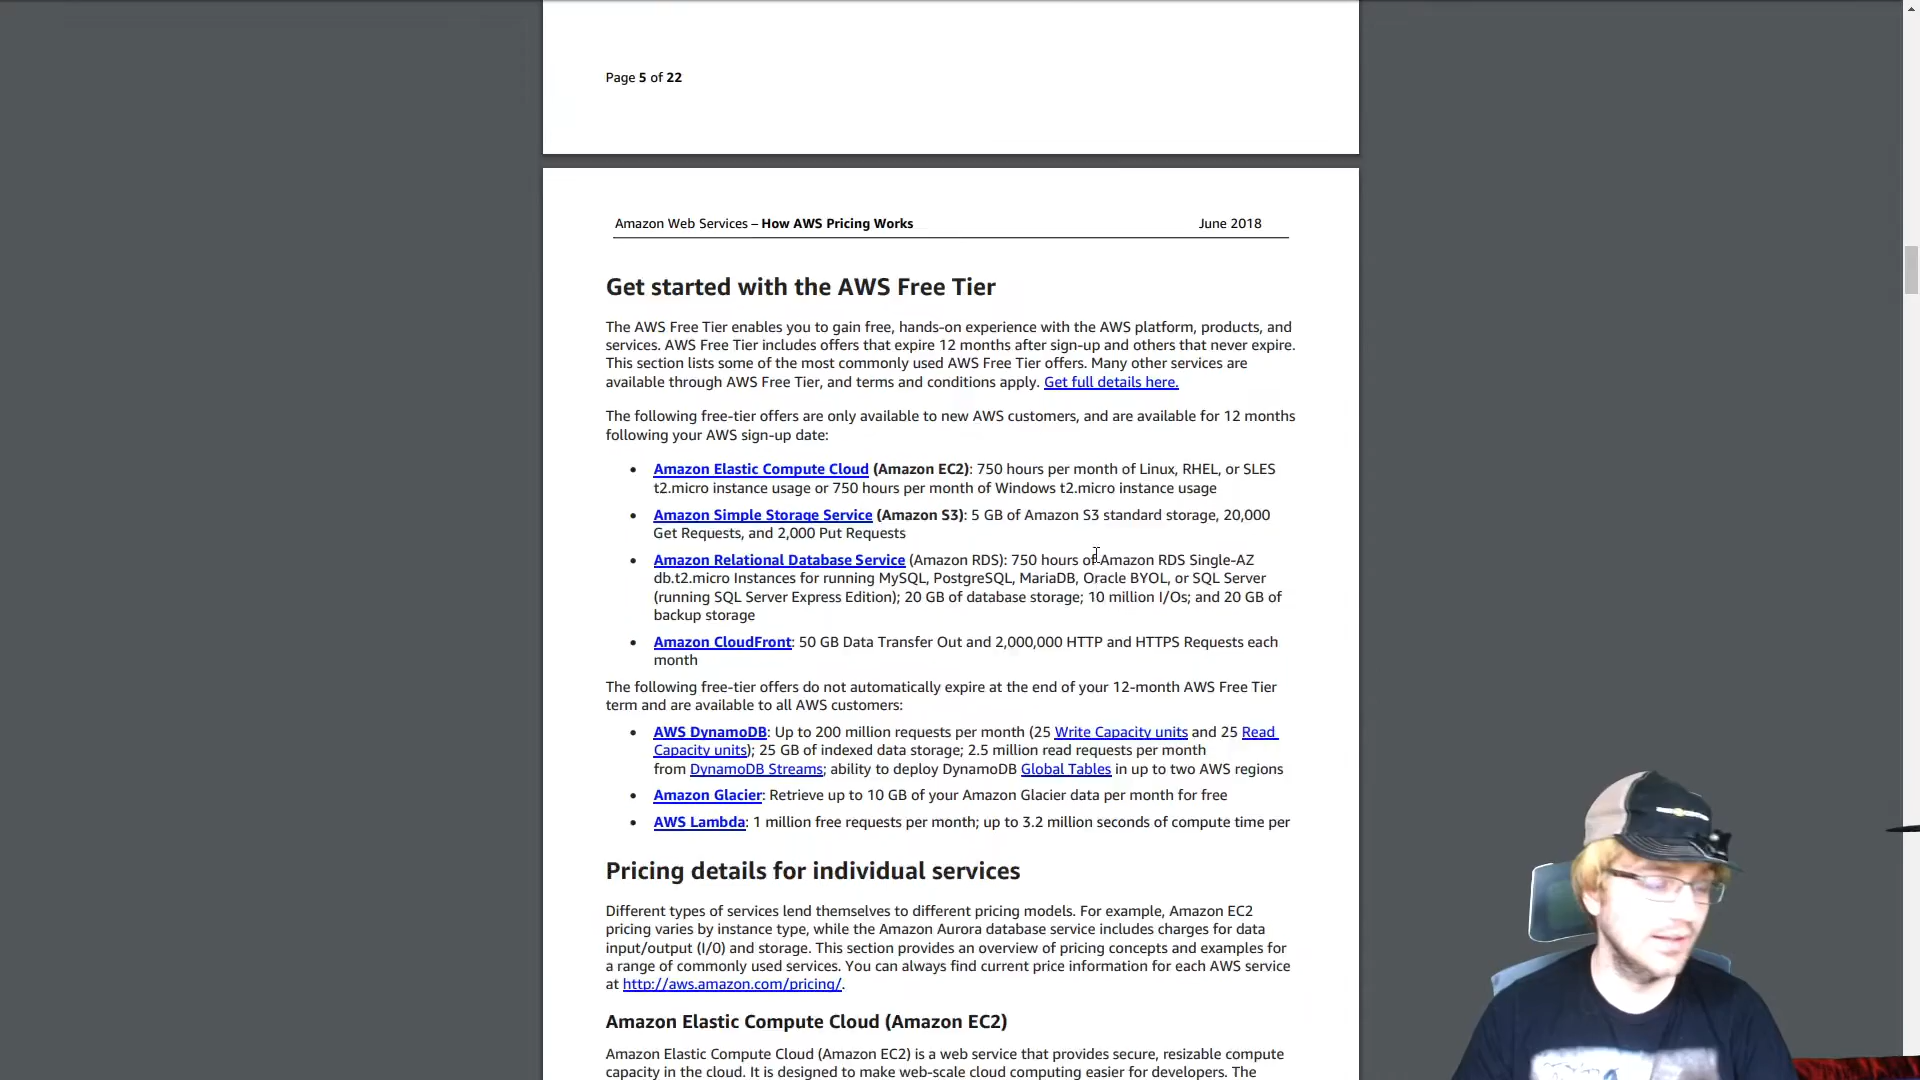 Page 5 of 22
Amazon Web Services – How AWS Pricing Works June 2018
Get started with the AWS Free Tier
The AWS Free Tier enables you to gain free, hands-on experience with the AWS platform, products, and
services. AWS Free Tier includes offers that expire 12 months after sign-up and others that never expire.
This section lists some of the most commonly used AWS Free Tier offers. Many other services are
available through AWS Free Tier, and terms and conditions apply. Get full details here.
The following free-tier offers are only available to new AWS customers, and are available for 12 months
following your AWS sign-up date:
• Amazon Elastic Compute Cloud (Amazon EC2): 750 hours per month of Linux, RHEL, or SLES
t2.micro instance usage or 750 hours per month of Windows t2.micro instance usage
• Amazon Simple Storage Service (Amazon S3): 5 GB of Amazon S3 standard storage, 20,000
Get Requests, and 2,000 Put Requests
• Amazon Relational Database Service (Amazon RDS): 750 hours of Amazon RDS Single-AZ
db.t2.micro Instances for running MySQL, PostgreSQL, MariaDB, Oracle BYOL, or SQL Server
(running SQL Server Express Edition); 20 GB of database storage; 10 million I/Os; and 20 GB of
backup storage
• Amazon CloudFront: 50 GB Data Transfer Out and 2,000,000 HTTP and HTTPS Requests each
month
The following free-tier offers do not automatically expire at the end of your 12-month AWS Free Tier
term and are available to all AWS customers:
• AWS DynamoDB: Up to 200 million requests per month (25 Write Capacity units and 25 Read
Capacity units); 25 GB of indexed data storage; 2.5 million read requests per month
from DynamoDB Streams; ability to deploy DynamoDB Global Tables in up to two AWS regions
• Amazon Glacier: Retrieve up to 10 GB of your Amazon Glacier data per month for free
• AWS Lambda: 1 million free requests per month; up to 3.2 million seconds of compute time per
Pricing details for individual services
Different types of services lend themselves to different pricing models. For example, Amazon EC2
pricing varies by instance type, while the Amazon Aurora database service includes charges for data
input/output (I/0) and storage. This section provides an overview of pricing concepts and examples for
a range of commonly used services. You can always find current price information for each AWS service
at http://aws.amazon.com/pricing/.
Amazon Elastic Compute Cloud (Amazon EC2)
Amazon Elastic Compute Cloud (Amazon EC2) is a web service that provides secure, resizable compute
capacity in the cloud. It is designed to make web-scale cloud computing easier for developers. The